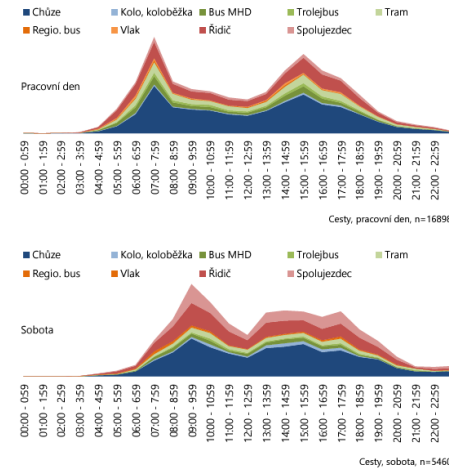 Chůze Kolo, koloběžka Bus MHD Trolejbus Tram
Regio. bus Vlak Řidič Spolujezdec
Pracovní den
00:00 - 0:59
01:00 - 1:59
02:00 - 2:59
03:00 - 3:59
04:00 - 4:59
05:00 - 5:59
06:00 - 6:59
07:00 - 7:59
08:00 - 8:59
09:00 - 9:59
10:00 - 10:59
11:00 - 11:59
12:00 - 12:59
13:00 - 13:59
14:00 - 14:59
15:00 - 15:59
16:00 - 16:59
17:00 - 17:59
18:00 - 18:59
19:00 - 19:59
20:00 - 20:59
21:00 - 21:59
22:00 - 22:59
Cesty, pracovní den, n=16898
Chůze Kolo, koloběžka Bus MHD Trolejbus Tram
Regio. bus Vlak Řidič Spolujezdec
Sobota
00:00 - 0:59
01:00 - 1:59
02:00 - 2:59
03:00 - 3:59
04:00 - 4:59
05:00 - 5:59
06:00 - 6:59
07:00 - 7:59
08:00 - 8:59
09:00 - 9:59
10:00 - 10:59
11:00 - 11:59
12:00 - 12:59
13:00 - 13:59
14:00 - 14:59
15:00 - 15:59
16:00 - 16:59
17:00 - 17:59
18:00 - 18:59
19:00 - 19:59
20:00 - 20:59
21:00 - 21:59
22:00 - 22:59
Cesty, sobota, n=5460